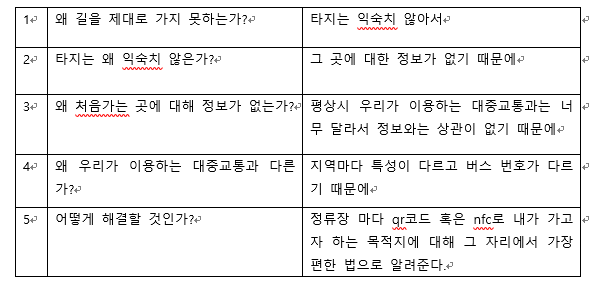 1 왜 길을 제대로 가지 못하는가? 타지는 익숙치 않아서
2 타지는 왜 익숙치 않은가? 그 곳에 대한 정보가 없기 때문에
3 왜 처음가는 곳에 대해 정보가 없는가? 평상시 우리가 이용하는 대중교통과는 너
무 달라서 정보와는 상관이 없기 때문에
4 왜 우리가 이용하는 대중교통과 다른 지역마다 특성이 다르고 버스 번호가 다르
가? 기 때문에
5 어떻게 해결할 것인가? 정류장 마다 qr코드 혹은 nfc로 내가 가고
자 하는 목적지에 대해 그 자리에서 가장
편한 법으로 알려준다.